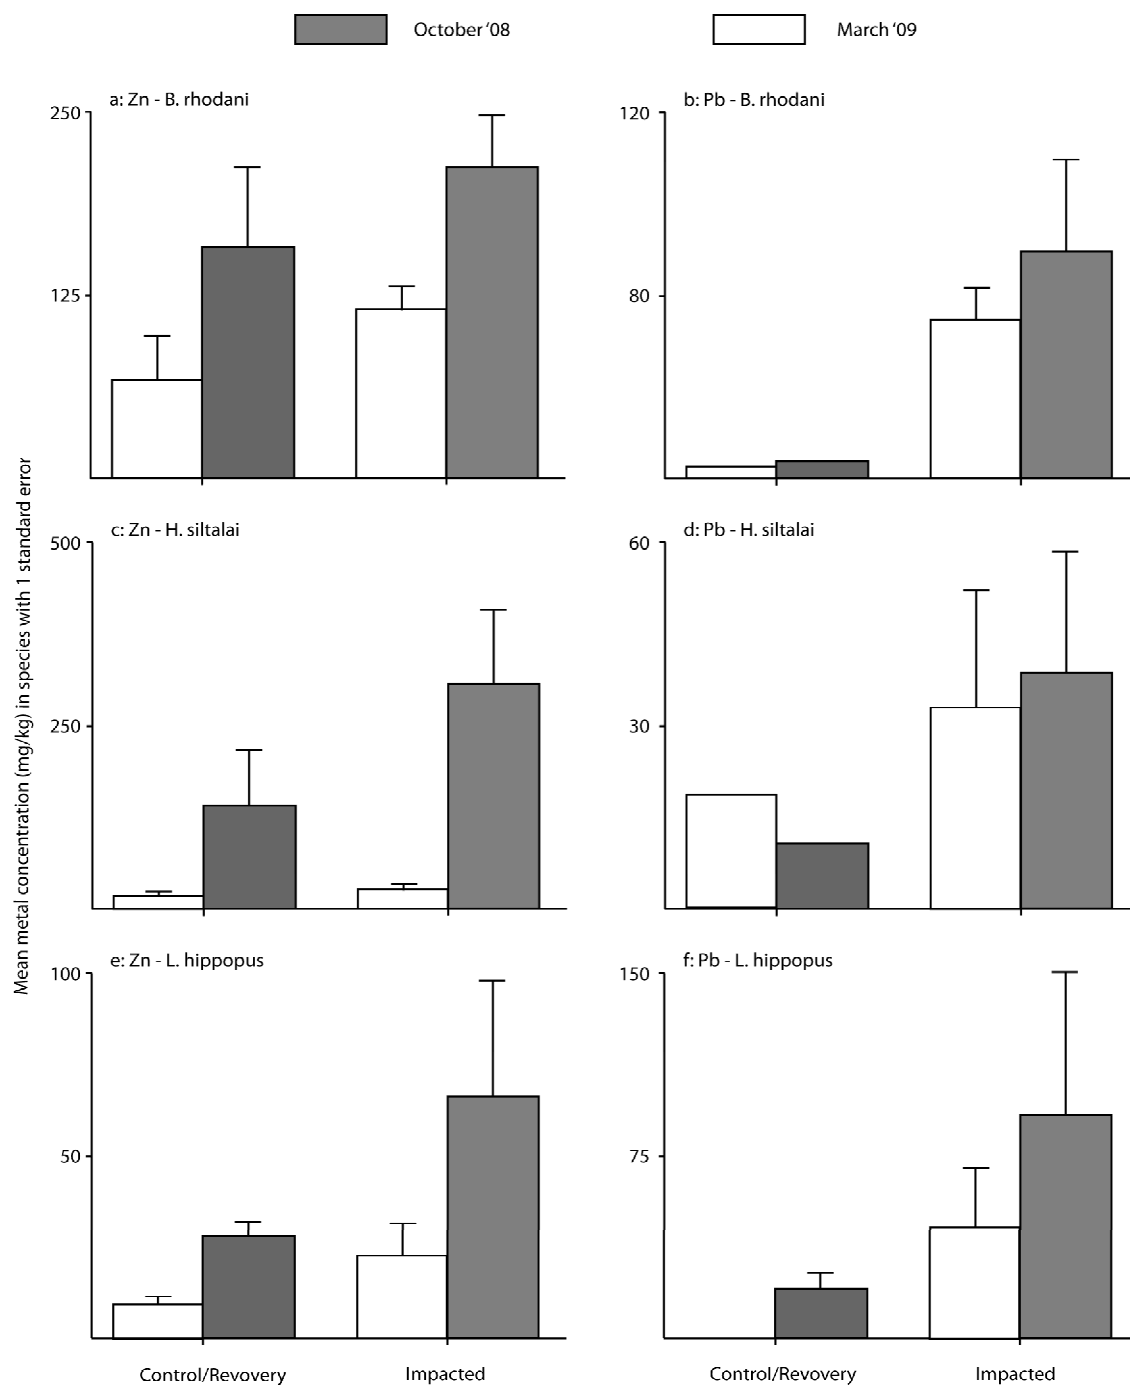 October ‘08
March ‘09
a: Zn - B. rhodani
b: Pb - B. rhodani
250
125
120
80
c: Zn - H. siltalai
d: Pb - H. siltalai
500
250
60
30
e: Zn - L. hippopus
f: Pb - L. hippopus
100
50
150
75
Mean metal concentration (mg/kg) in species with 1 standard error
Control/Revovery
Impacted
Control/Revovery
Impacted